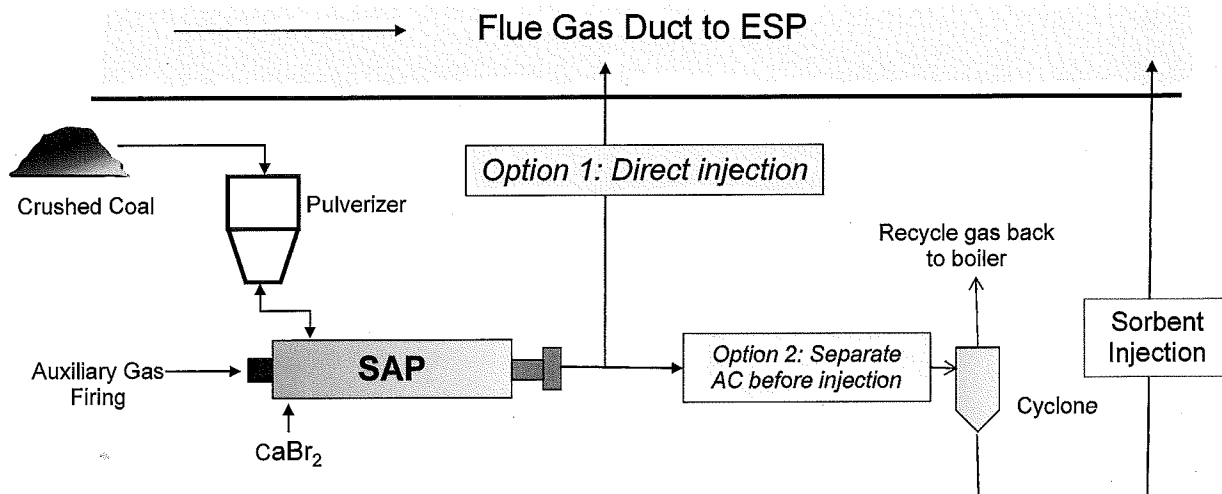 Flue Gas Duct to ESP
Option 1: Direct injection
Crushed Coal
Pulverizer
Recycle gas back
to boiler
Sorbent
Injection
Auxiliary Gas
Firing
SAP
Option 2: Separate
AC before injection
Cyclone
CaBr₂